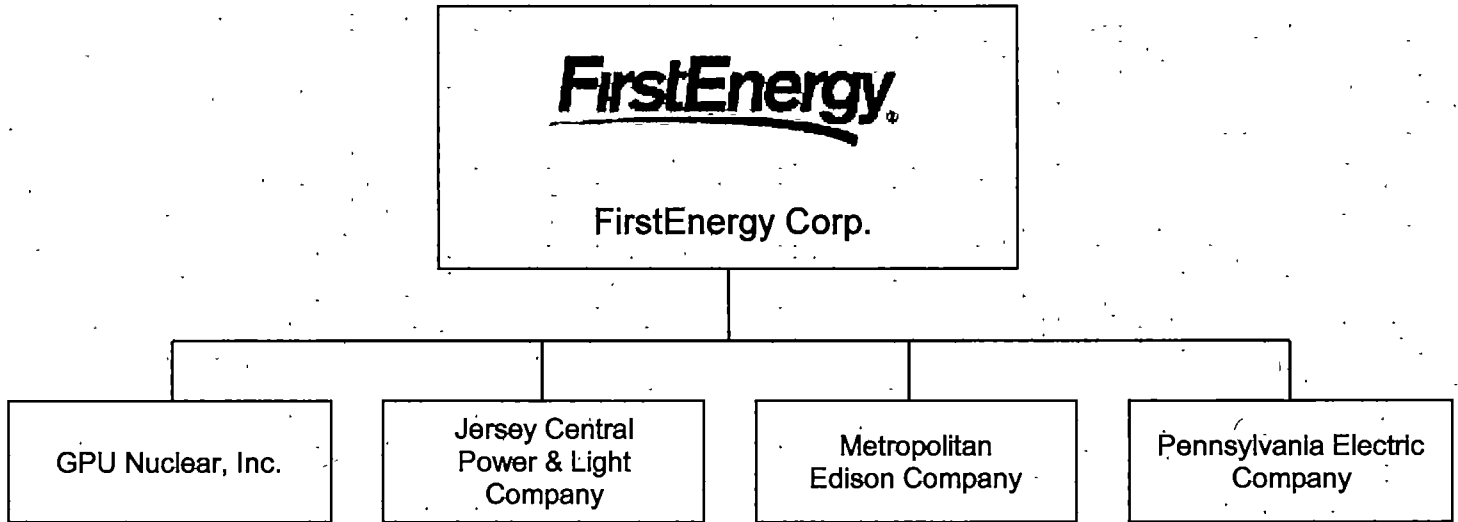 FirstEnergy®
FirstEnergy Corp.
GPU Nuclear, Inc.
Jersey Central
Power & Light
Company
Metropolitan
Edison Company
Pennsylvania Electric
Company